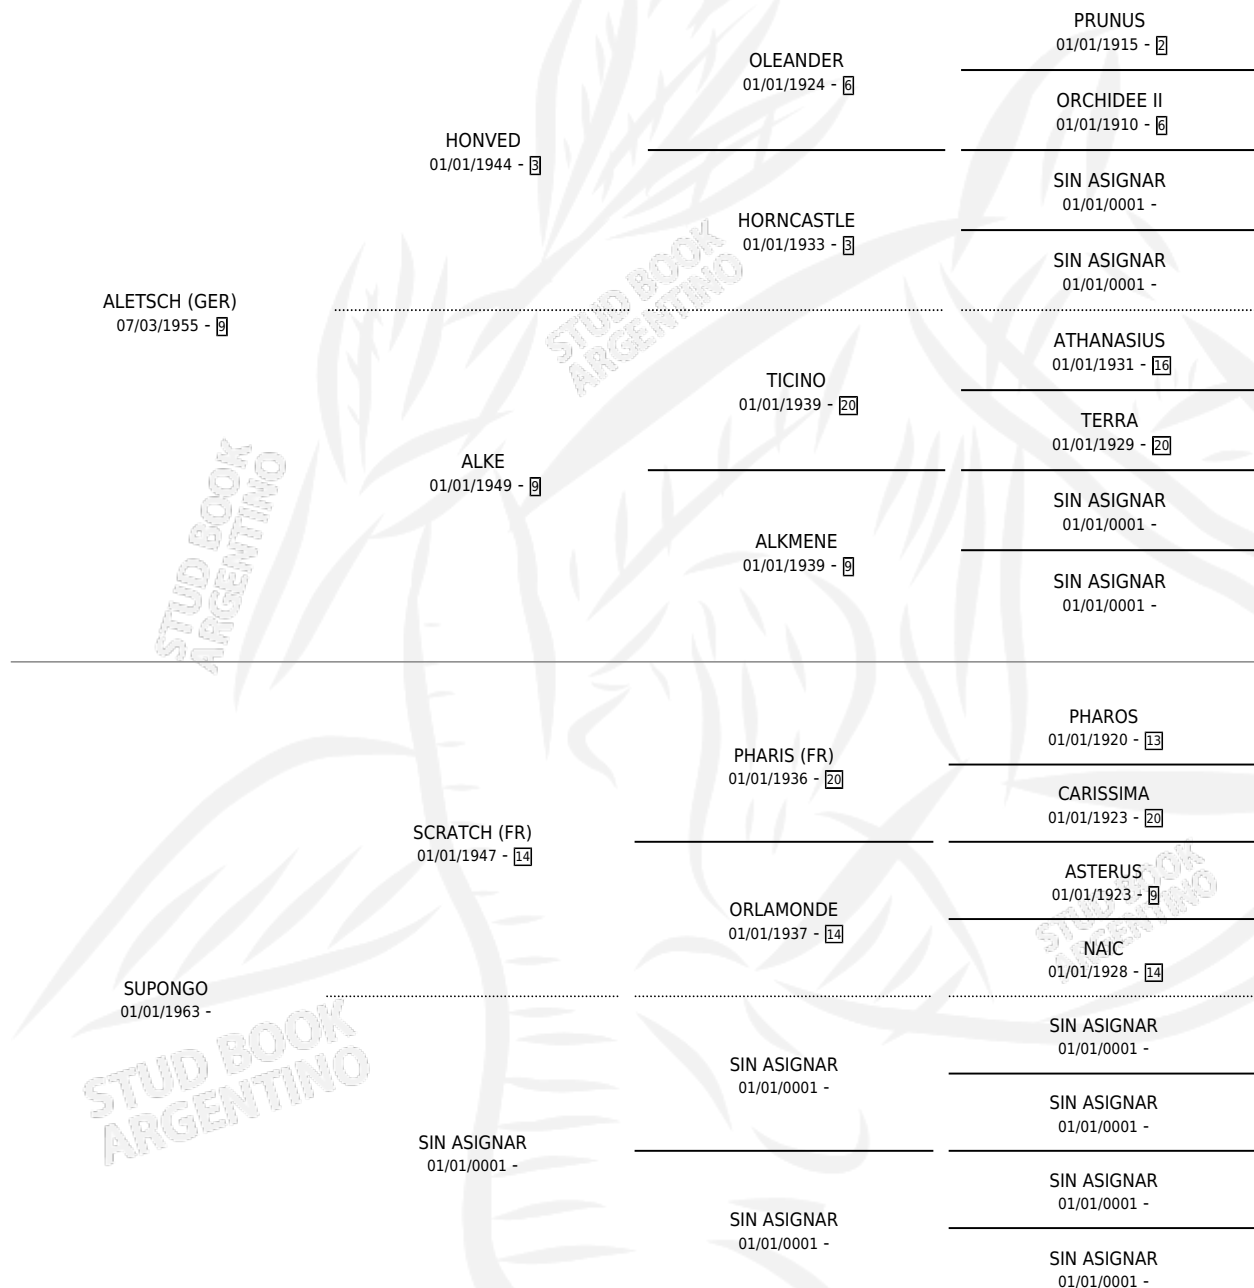 PRUNUS
01/01/1915 - 2
OLEANDER
01/01/1924 - 6
ORCHIDEE II
01/01/1910 - 6
HONVED
01/01/1944 - 3
SIN ASIGNAR
01/01/0001 -
HORNCASTLE
01/01/1933 - 3
SIN ASIGNAR
01/01/0001 -
ALETSCH (GER)
07/03/1955 - 9
ATHANASIUS
01/01/1931 - 16
TICINO
01/01/1939 - 20
TERRA
01/01/1929 - 20
ALKE
01/01/1949 - 9
SIN ASIGNAR
01/01/0001 -
ALKMENE
01/01/1939 - 9
SIN ASIGNAR
01/01/0001 -
STUD BOOK
ARGENTINO
STUD BOOK
ARGENTINO
PHAROS
01/01/1920 - 13
PHARIS (FR)
01/01/1936 - 20
CARISSIMA
01/01/1923 - 20
SCRATCH (FR)
01/01/1947 - 14
ASTERUS
01/01/1923 - 9
ORLAMONDE
01/01/1937 - 14
NAIC
01/01/1928 - 14
SUPONGO
01/01/1963 -
SIN ASIGNAR
01/01/0001 -
SIN ASIGNAR
01/01/0001 -
SIN ASIGNAR
01/01/0001 -
SIN ASIGNAR
01/01/0001 -
SIN ASIGNAR
01/01/0001 -
SIN ASIGNAR
01/01/0001 -
SIN ASIGNAR
01/01/0001 -
STUD BOOK
ARGENTINO
STUD BOOK
ARGENTINO